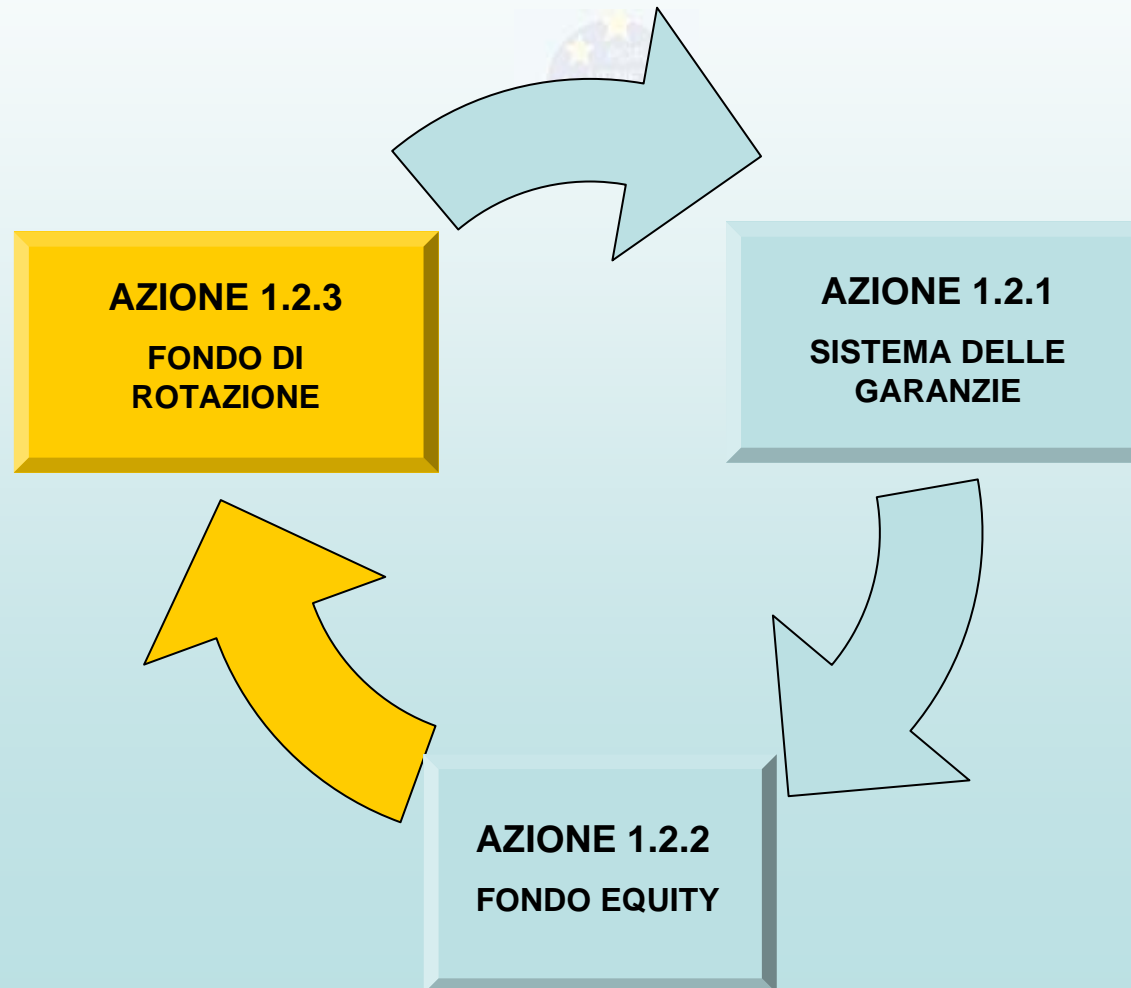 AZIONE 1.2.3
FONDO DI
ROTAZIONE
AZIONE 1.2.1
SISTEMA DELLE
GARANZIE
AZIONE 1.2.2
FONDO EQUITY